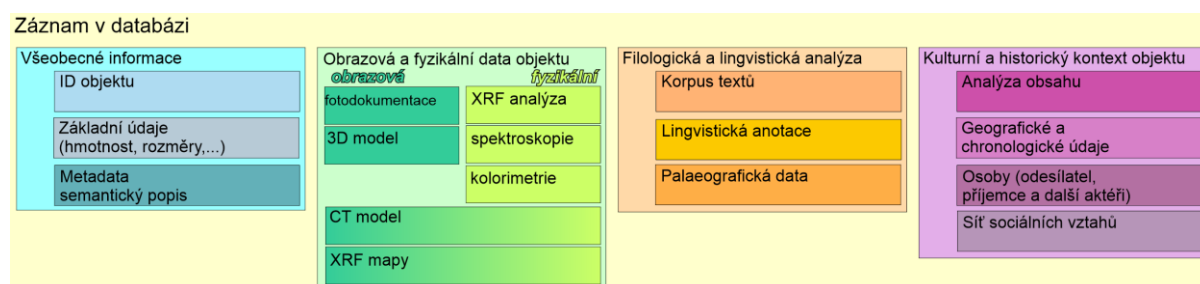 Záznam v databázi
Všeobecné informace
ID objektu
Základní údaje
(hmotnost, rozměry,...)
Metadata
semantický popis
Obrazová a fyzikální data objektu
obrazová
fyzikální
fotodokumentace
XRF analýza
3D model
spektroskopie
kolorimetrie
CT model
XRF mapy
Filologická a lingvistická analýza
Korpus textů
Lingvistická anotace
Palaeografická data
Kulturní a historický kontext objektu
Analýza obsahu
Geografické a
chronologické údaje
Osoby (odesílatel,
příjemce a další aktéři)
Síť sociálních vztahů